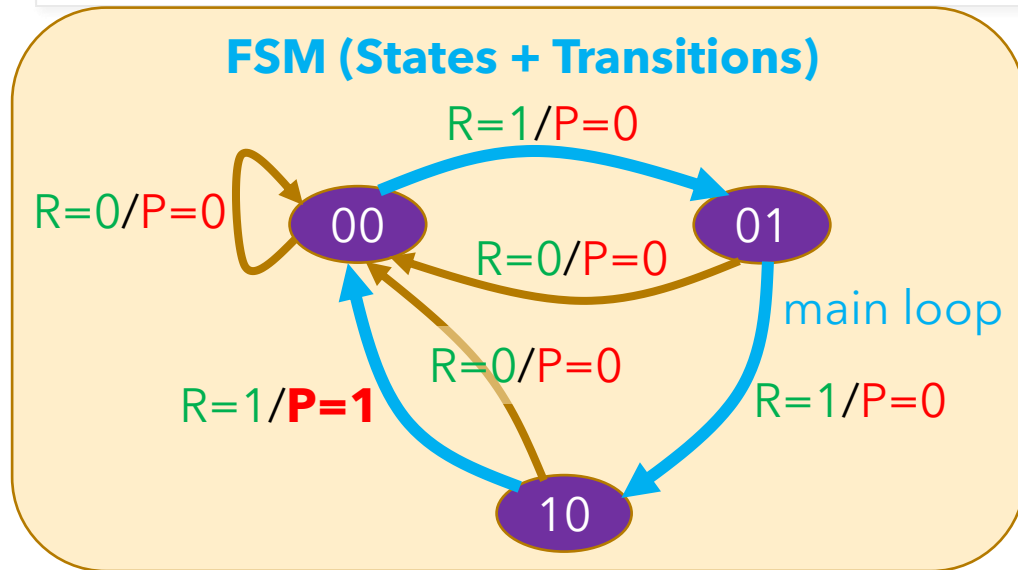 FSM (States + Transitions)
R=1/P=0
R=0/P=0
00
01
R=0/P=0
main loop
R=0/P=0
R=1/P=1
R=1/P=0
10